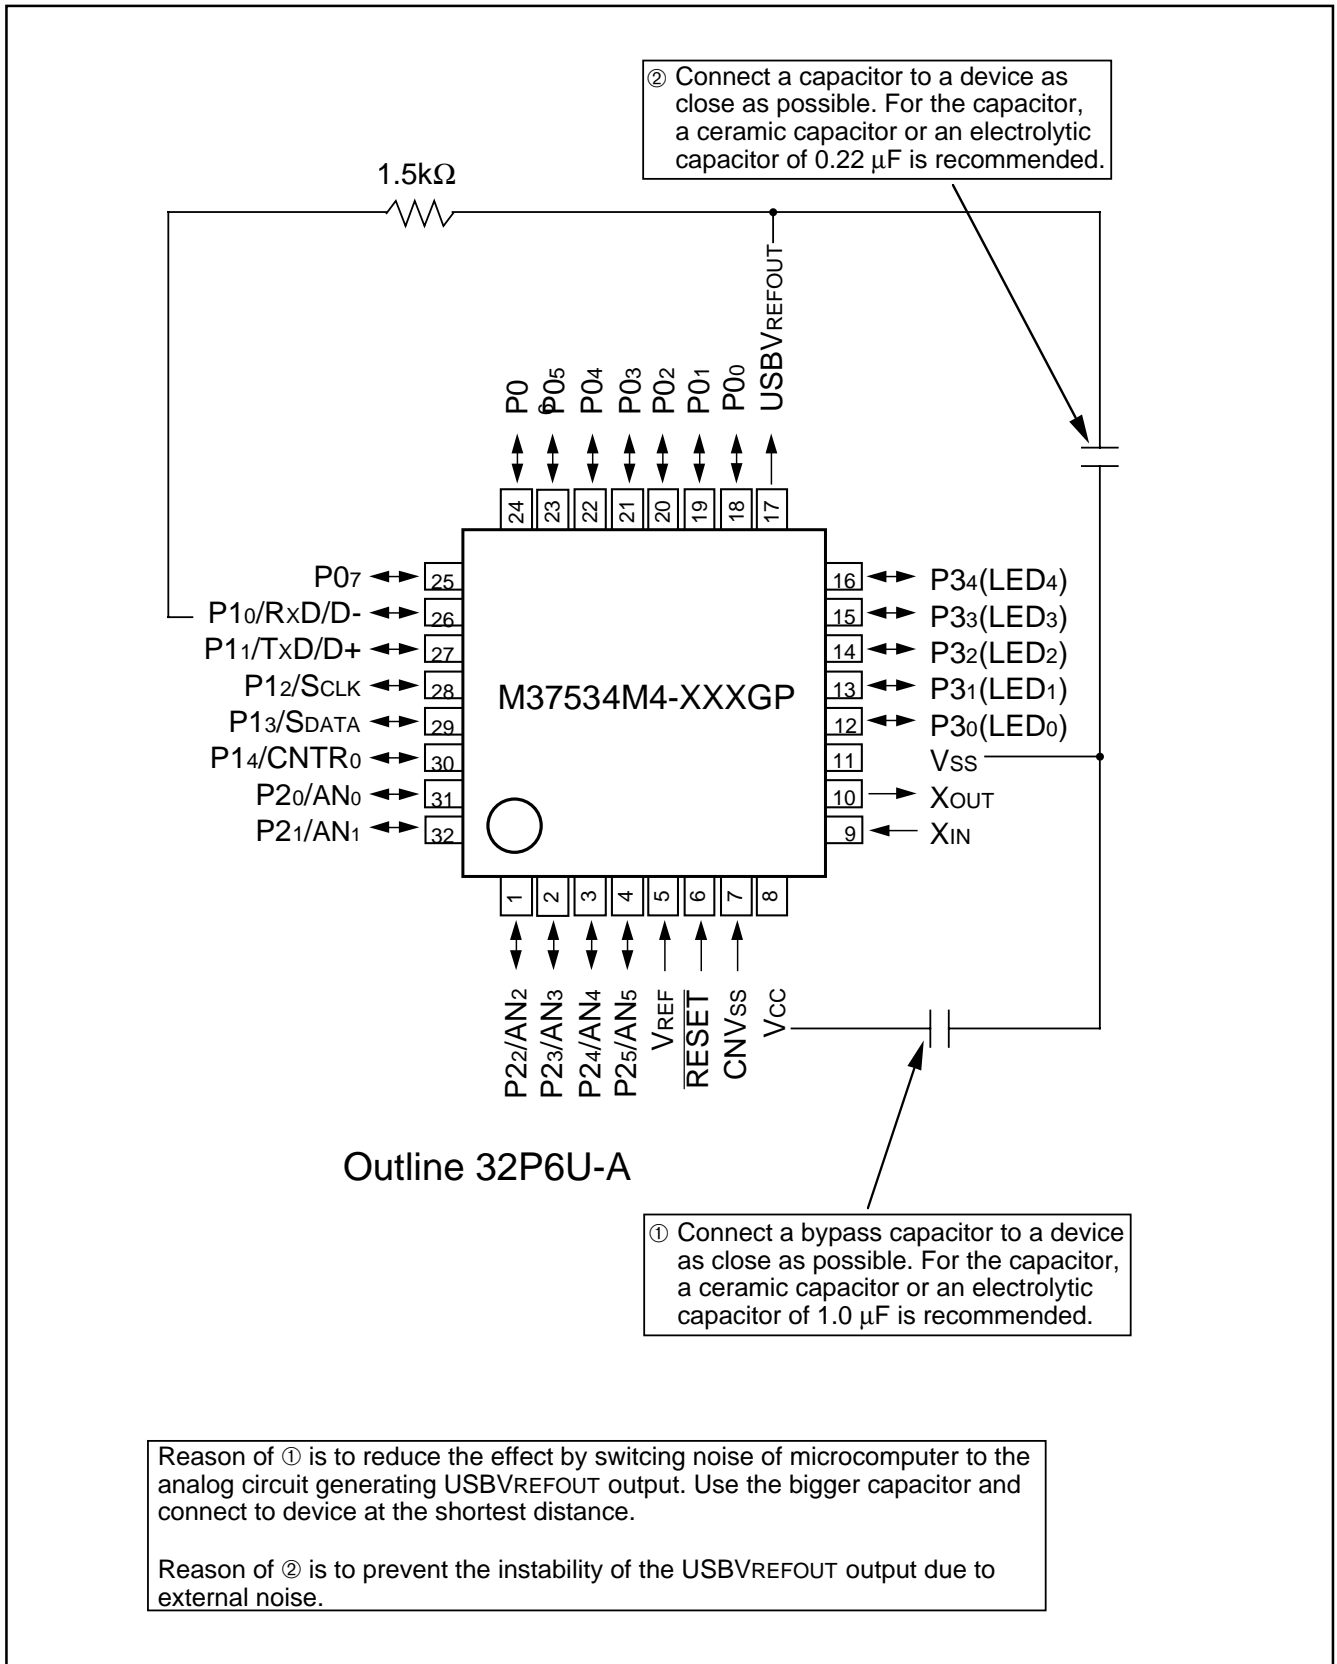 ② Connect a capacitor to a device as
close as possible. For the capacitor,
a ceramic capacitor or an electrolytic
capacitor of 0.22 μF is recommended.
1.5kΩ
P06
P05
P04
P03
P02
P01
P00
USBVREFOUT
24
23
22
21
20
19
18
17
P07
25
P10/RXD/D-
26
P11/TXD/D+
27
P12/SCLK
28
P13/SDATA
29
P14/CNTR0
30
P20/AN0
31
P21/AN1
32
M37534M4-XXXGP
16
P34(LED4)
15
P33(LED3)
14
P32(LED2)
13
P31(LED1)
12
P30(LED0)
11
VSS
10
XOUT
9
XIN
1
2
3
4
5
6
7
8
P22/AN2
P23/AN3
P24/AN4
P25/AN5
VREF
RESET
CNVSS
VCC
Outline 32P6U-A
① Connect a bypass capacitor to a device
as close as possible. For the capacitor,
a ceramic capacitor or an electrolytic
capacitor of 1.0 μF is recommended.
Reason of ① is to reduce the effect by switcing noise of microcomputer to the
analog circuit generating USBVREFOUT output. Use the bigger capacitor and
connect to device at the shortest distance.
Reason of ② is to prevent the instability of the USBVREFOUT output due to
external noise.